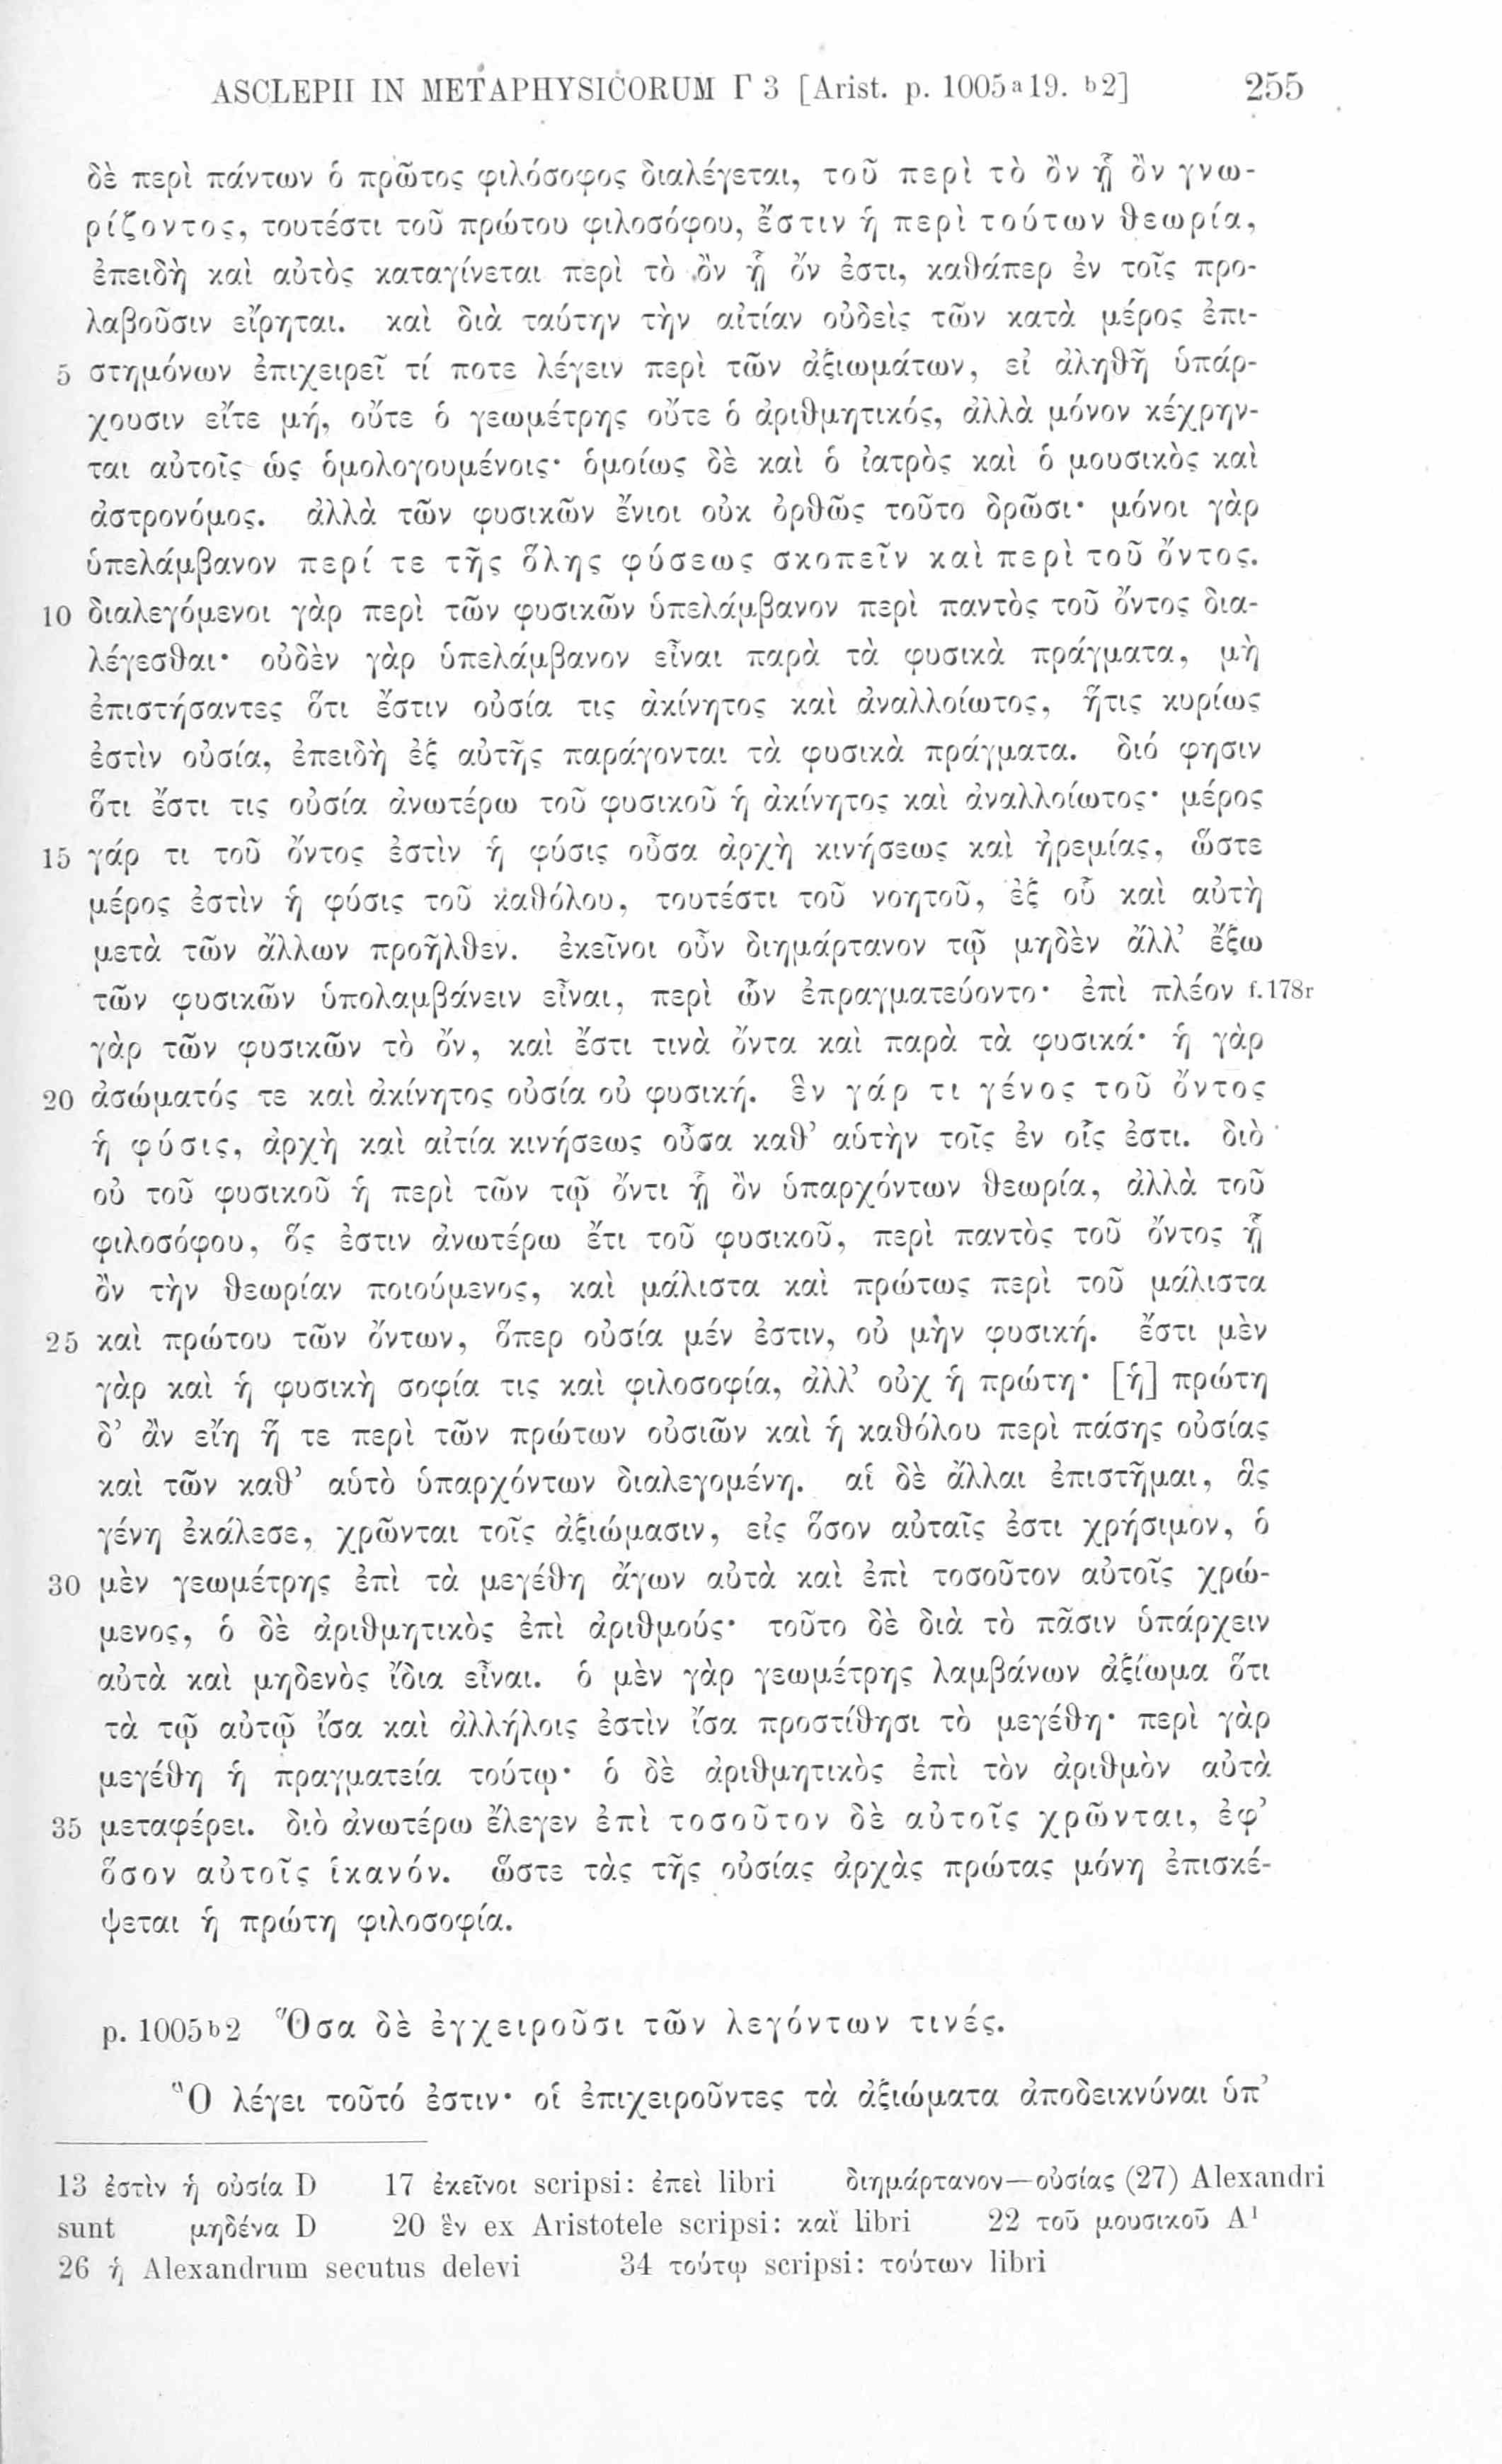 ASCLEPII IN METAPHYSICORUM Γ 3 [Arist. p. 1005a19. b2] 255
δὲ περὶ πάντων ὁ πρῶτος φιλόσοφος διαλέγεται, τοῦ περὶ τὸ ὂν ᾗ ὂν γνω-
ρίζοντος, τουτέστι τοῦ πρώτου φιλοσόφου, ἔστιν ἡ περὶ τούτων θεωρία,
ἐπειδὴ καὶ αὐτὸς καταγίνεται περὶ τὸ ὂν ᾗ ὄν ἐστι, καθάπερ ἐν τοῖς προ-
λαβοῦσιν εἴρηται. καὶ διὰ ταύτην τὴν αἰτίαν οὐδεὶς τῶν κατὰ μέρος ἐπι-
5 στημόνων ἐπιχειρεῖ τί ποτε λέγειν περὶ τῶν ἀξιωμάτων, εἰ ἀληθῆ ὑπάρ-
χουσιν εἴτε μή, οὔτε ὁ γεωμέτρης οὔτε ὁ ἀριθμητικός, ἀλλὰ μόνον κέχρην-
ται αὐτοῖς ὡς ὁμολογουμένοις· ὁμοίως δὲ καὶ ὁ ἰατρὸς καὶ ὁ μουσικὸς καὶ
ἀστρονόμος. ἀλλὰ τῶν φυσικῶν ἔνιοι οὐκ ὀρθῶς τοῦτο δρῶσι· μόνοι γὰρ
ὑπελάμβανον περί τε τῆς ὅλης φύσεως σκοπεῖν καὶ περὶ τοῦ ὄντος.
10 διαλεγόμενοι γὰρ περὶ τῶν φυσικῶν ὑπελάμβανον περὶ παντὸς τοῦ ὄντος δια-
λέγεσθαι· οὐδὲν γὰρ ὑπελάμβανον εἶναι παρὰ τὰ φυσικὰ πράγματα, μὴ
ἐπιστήσαντες ὅτι ἔστιν οὐσία τις ἀκίνητος καὶ ἀναλλοίωτος, ἥτις κυρίως
ἐστὶν οὐσία, ἐπειδὴ ἐξ αὐτῆς παράγονται τὰ φυσικὰ πράγματα. διό φησιν
ὅτι ἔστι τις οὐσία ἀνωτέρω τοῦ φυσικοῦ ἡ ἀκίνητος καὶ ἀναλλοίωτος· μέρος
15 γάρ τι τοῦ ὄντος ἐστὶν ἡ φύσις οὖσα ἀρχὴ κινήσεως καὶ ἠρεμίας, ὥστε
μέρος ἐστὶν ἡ φύσις τοῦ καθόλου, τουτέστι τοῦ νοητοῦ, ἐξ οὗ καὶ αὐτὴ
μετὰ τῶν ἄλλων προῆλθεν. ἐκεῖνοι οὖν διημάρτανον τῷ μηδὲν ἄλλ’ ἔξω
τῶν φυσικῶν ὑπολαμβάνειν εἶναι, περὶ ὧν ἐπραγματεύοντο· ἐπὶ πλέον f.178r
γὰρ τῶν φυσικῶν τὸ ὄν, καὶ ἔστι τινὰ ὄντα καὶ παρὰ τὰ φυσικά· ἡ γὰρ
20 ἀσώματός τε καὶ ἀκίνητος οὐσία οὐ φυσική. ἓν γάρ τι γένος τοῦ ὄντος
ἡ φύσις, ἀρχὴ καὶ αἰτία κινήσεως οὖσα καθ’ αὑτὴν τοῖς ἐν οἷς ἐστι. διὸ
οὐ τοῦ φυσικοῦ ἡ περὶ τῶν τῷ ὄντι ᾗ ὂν ὑπαρχόντων θεωρία, ἀλλὰ τοῦ
φιλοσόφου, ὅς ἐστιν ἀνωτέρω ἔτι τοῦ φυσικοῦ, περὶ παντὸς τοῦ ὄντος ᾗ
ὂν τὴν θεωρίαν ποιούμενος, καὶ μάλιστα καὶ πρώτως περὶ τοῦ μάλιστα
25 καὶ πρώτου τῶν ὄντων, ὅπερ οὐσία μέν ἐστιν, οὐ μὴν φυσική. ἔστι μὲν
γὰρ καὶ ἡ φυσικὴ σοφία τις καὶ φιλοσοφία, ἀλλ’ οὐχ ἡ πρώτη· [ἡ] πρώτη
δ’ ἂν εἴη ἥ τε περὶ τῶν πρώτων οὐσιῶν καὶ ἡ καθόλου περὶ πάσης οὐσίας
καὶ τῶν καθ’ αὑτὸ ὑπαρχόντων διαλεγομένη. αἱ δὲ ἄλλαι ἐπιστῆμαι, ἃς
γένη ἐκάλεσε, χρῶνται τοῖς ἀξιώμασιν, εἰς ὅσον αὐταῖς ἐστι χρήσιμον, ὁ
30 μὲν γεωμέτρης ἐπὶ τὰ μεγέθη ἄγων αὐτὰ καὶ ἐπὶ τοσοῦτον αὐτοῖς χρώ-
μενος, ὁ δὲ ἀριθμητικὸς ἐπὶ ἀριθμούς· τοῦτο δὲ διὰ τὸ πᾶσιν ὑπάρχειν
αὐτὰ καὶ μηδενὸς ἴδια εἶναι. ὁ μὲν γὰρ γεωμέτρης λαμβάνων ἀξίωμα ὅτι
τὰ τῷ αὐτῷ ἴσα καὶ ἀλλήλοις ἐστὶν ἴσα προστίθησι τὸ μεγέθη· περὶ γὰρ
μεγέθη ἡ πραγματεία τούτῳ· ὁ δὲ ἀριθμητικὸς ἐπὶ τὸν ἀριθμὸν αὐτὰ
35 μεταφέρει. διὸ ἀνωτέρω ἔλεγεν ἐπὶ τοσοῦτον δὲ αὐτοῖς χρῶνται, ἐφ’
ὅσον αὐτοῖς ἱκανόν. ὥστε τὰς τῆς οὐσίας ἀρχὰς πρώτας μόνη ἐπισκέ-
ψεται ἡ πρώτη φιλοσοφία.
p. 1005b2 Ὅσα δὲ ἐγχειροῦσι τῶν λεγόντων τινές.
Ὃ λέγει τοῦτό ἐστιν· οἱ ἐπιχειροῦντες τὰ ἀξιώματα ἀποδεικνύναι ὑπ’
13 ἐστὶν ἡ οὐσία D 17 ἐκεῖνοι scripsi: ἐπεὶ libri διημάρτανον—οὐσίας (27) Alexandri
sunt μηδένα D 20 ἓν ex Aristotele scripsi: καὶ libri 22 τοῦ μουσικοῦ A¹
26 ἡ Alexandrum secutus delevi 34 τούτῳ scripsi: τούτων libri